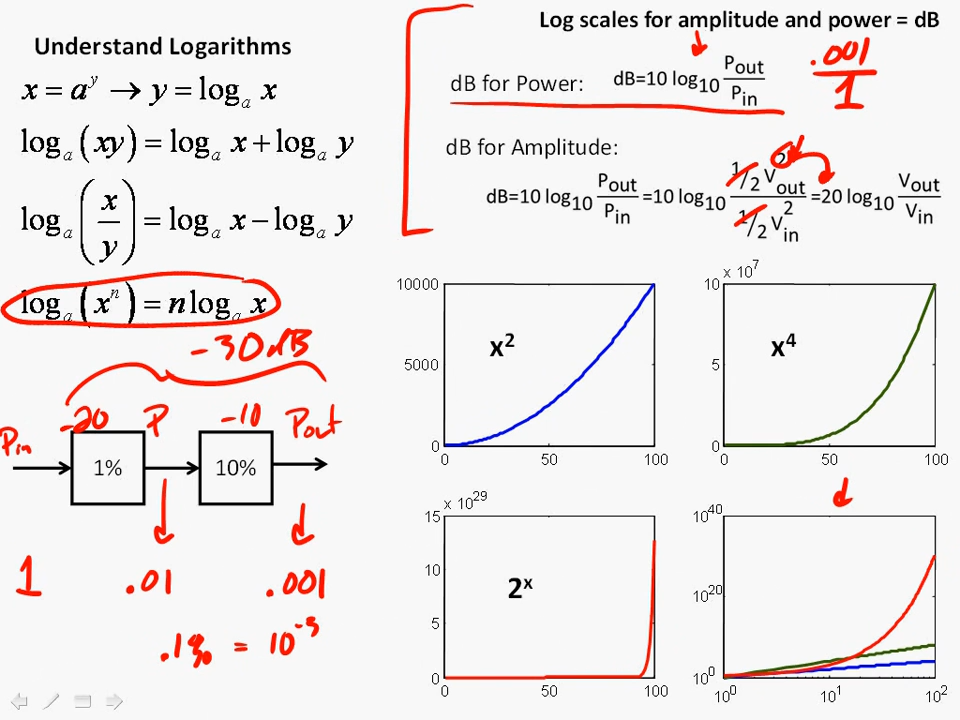 Understand Logarithms
x = a^y → y = log_a x
log_a (xy) = log_a x + log_a y
log_a (x/y) = log_a x − log_a y
log_a (x^n) = n log_a x
-30 dB
Pin -20 P -10 Pout
1% 10%
1 .01 .001
.1% = 10^-3
Log scales for amplitude and power = dB
dB for Power: dB=10 log10 Pout/Pin
.001/1
dB for Amplitude:
dB=10 log10 Pout/Pin =10 log10 (1/2 V^2out)/(1/2 V^2in) =20 log10 Vout/Vin
10000
5000
0
0 50 100
x^2
x 10^7
10
5
0
0 50 100
x^4
x 10^29
15
10
5
0
0 50 100
2^x
10^40
10^20
10^0
10^0 10^1 10^2